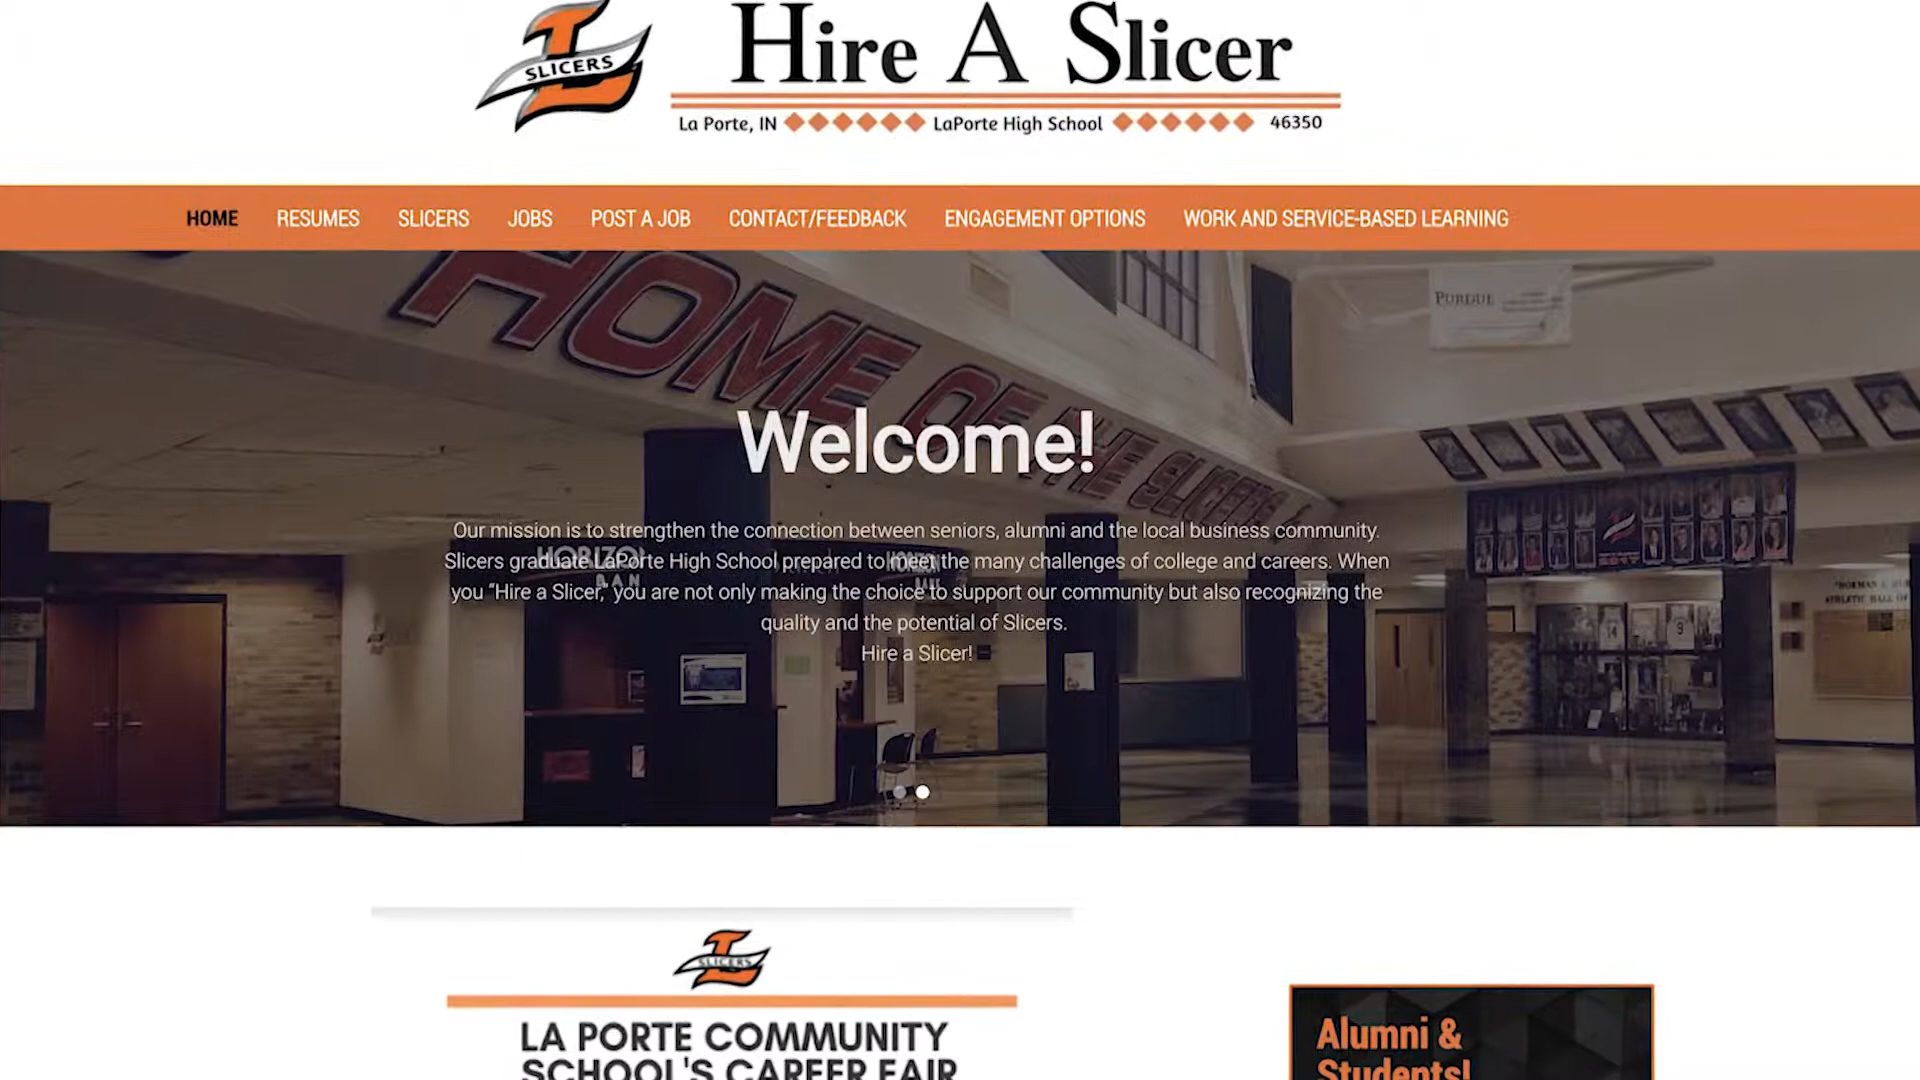 SLICERS
Hire A Slicer
La Porte, IN LaPorte High School 46350
HOME RESUMES SLICERS JOBS POST A JOB CONTACT/FEEDBACK ENGAGEMENT OPTIONS WORK AND SERVICE-BASED LEARNING
HOME OF THE SLICERS
PURDUE
Welcome!
Our mission is to strengthen the connection between seniors, alumni and the local business community.
Slicers graduate LaPorte High School prepared to meet the many challenges of college and careers. When
you "Hire a Slicer," you are not only making the choice to support our community but also recognizing the
quality and the potential of Slicers.
Hire a Slicer!
HORIZON
BAN
14
9
SLICERS
LA PORTE COMMUNITY
SCHOOL'S CAREER FAIR
Alumni &
Students!